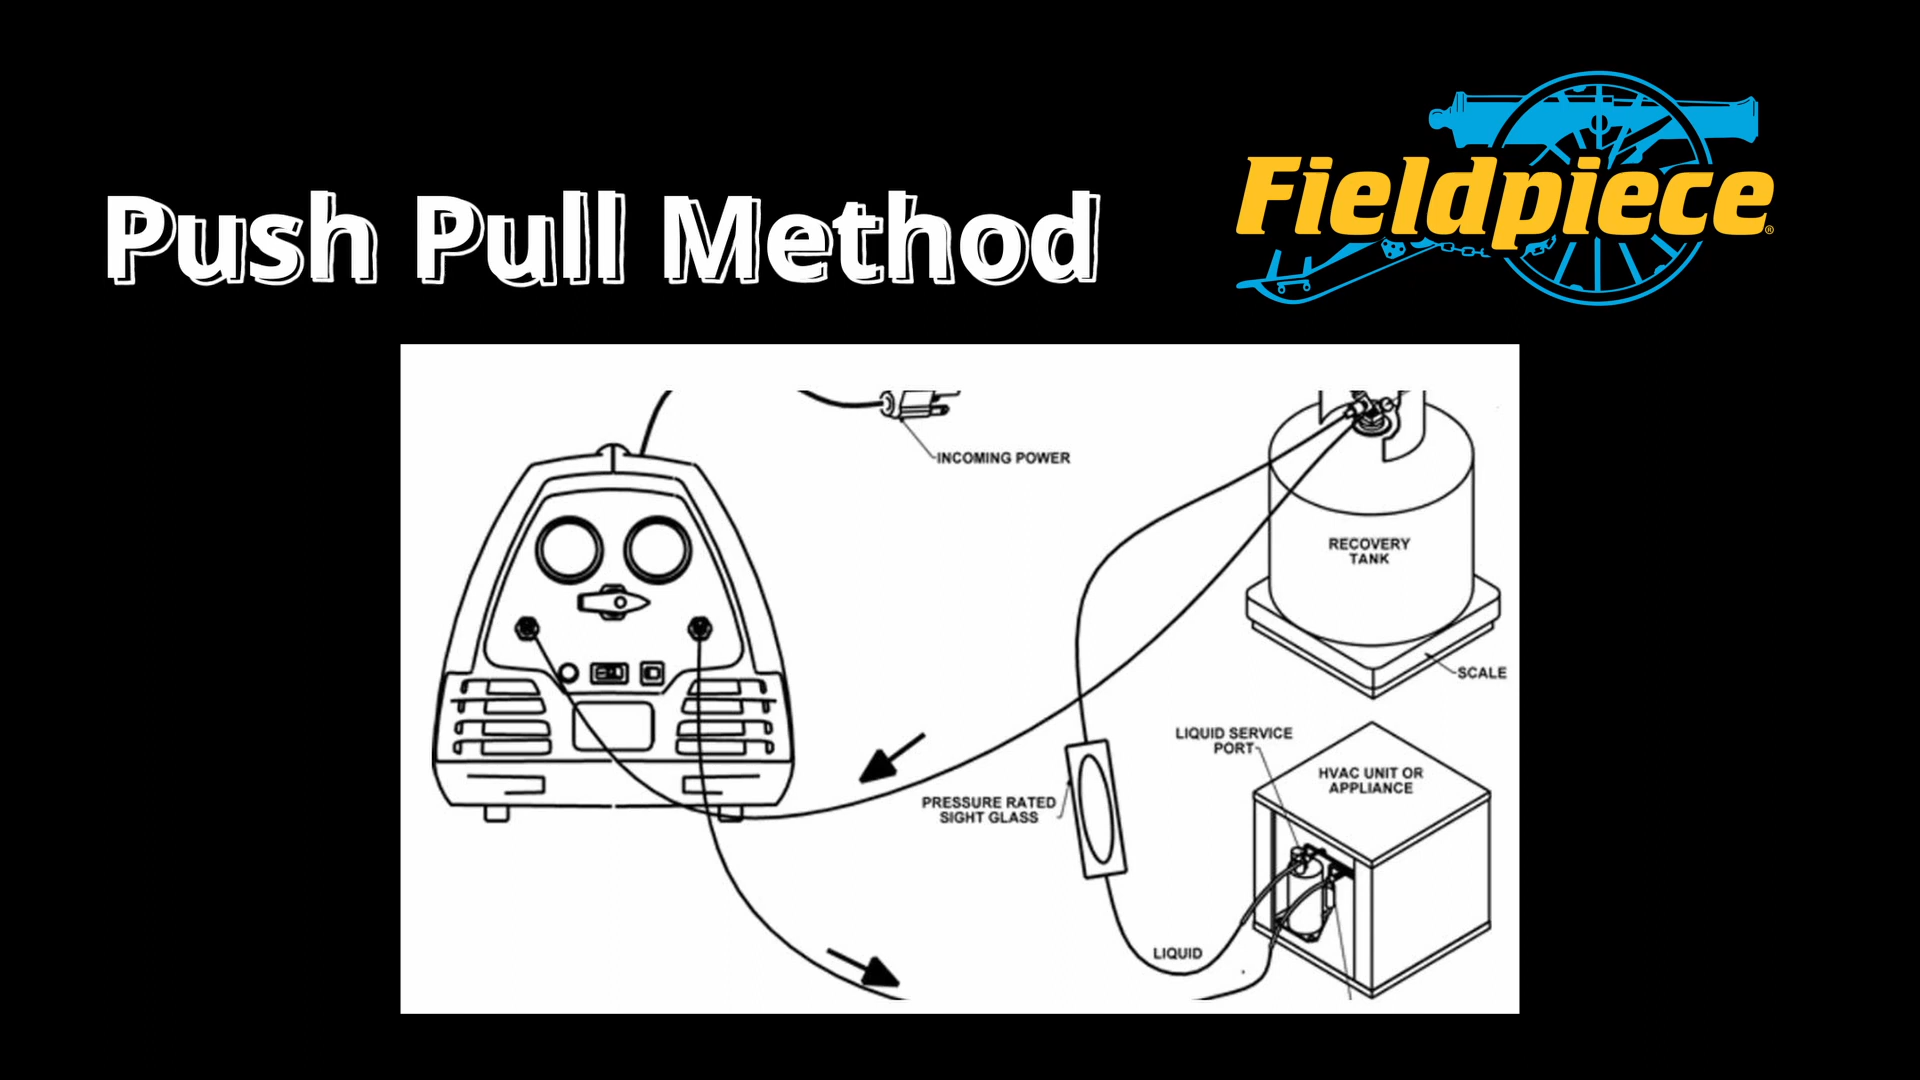 Push Pull Method
Fieldpiece®
INCOMING POWER
RECOVERY
TANK
SCALE
LIQUID SERVICE
PORT
HVAC UNIT OR
APPLIANCE
PRESSURE RATED
SIGHT GLASS
LIQUID